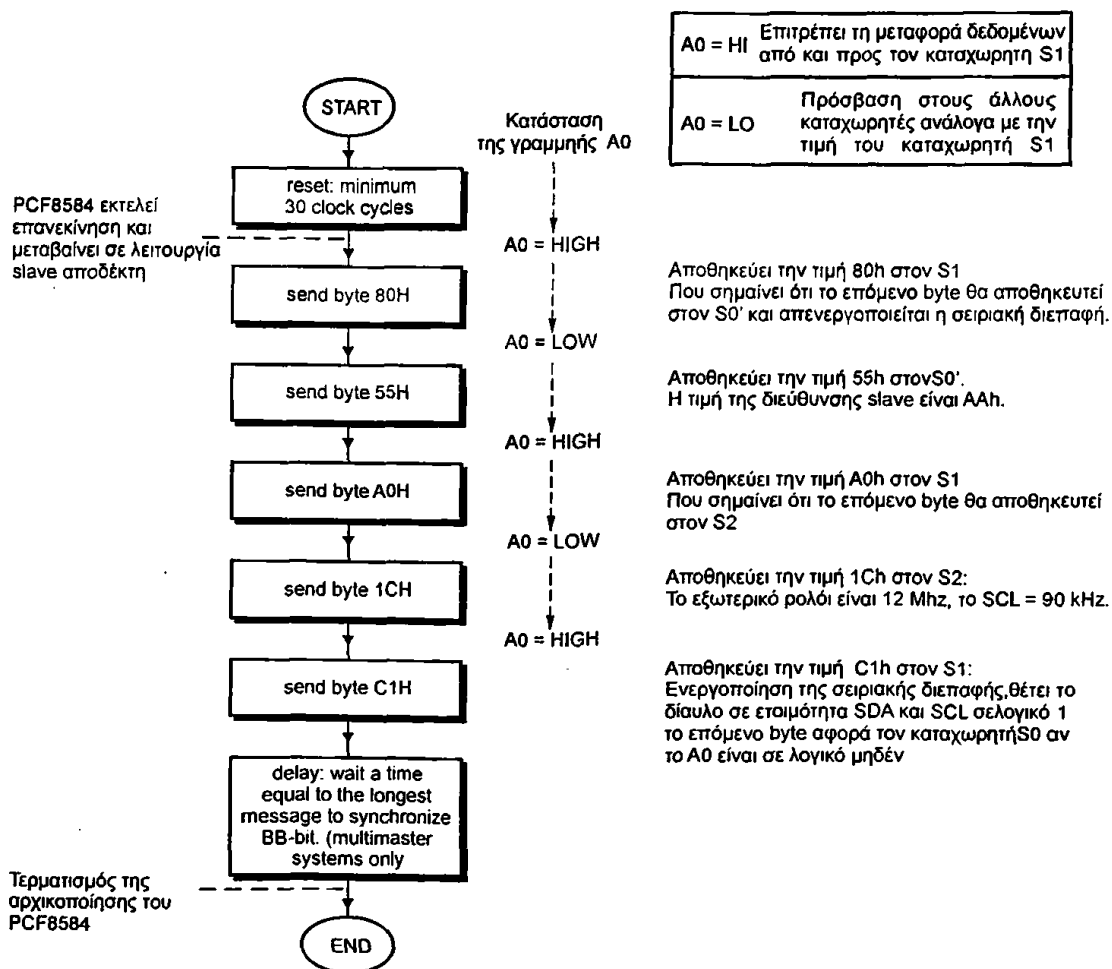 A0 = HI
Επιτρέπει τη μεταφορά δεδομένων
από και προς τον καταχωρητη S1
A0 = LO
Πρόσβαση στους άλλους
καταχωρητές ανάλογα με την
τιμή του καταχωρητή S1
START
Κατάσταση
της γραμμηής A0
reset: minimum
30 clock cycles
PCF8584 εκτελεί
επανεκίνηση και
μεταβαίνει σε λειτουργία
slave αποδέκτη
A0 = HIGH
send byte 80H
Αποθηκεύει την τιμή 80h στον S1
Που σημαίνει ότι το επόμενο byte θα αποθηκευτεί
στον S0' και απενεργοποιείται η σειριακή διεπαφή.
A0 = LOW
send byte 55H
Αποθηκεύει την τιμή 55h στονS0'.
Η τιμή της διεύθυνσης slave είναι AAh.
A0 = HIGH
send byte A0H
Αποθηκεύει την τιμή A0h στον S1
Που σημαίνει ότι το επόμενο byte θα αποθηκευτεί
στον S2
A0 = LOW
send byte 1CH
Αποθηκεύει την τιμή 1Ch στον S2:
Το εξωτερικό ρολόι είναι 12 Mhz, το SCL = 90 kHz.
A0 = HIGH
send byte C1H
Αποθηκεύει την τιμή C1h στον S1:
Ενεργοποίηση της σειριακής διεπαφής,θέτει το
δίαυλο σε ετοιμότητα SDA και SCL σελογικό 1
το επόμενο byte αφορά τον καταχωρητήS0 αν
το A0 είναι σε λογικό μηδέν
delay: wait a time
equal to the longest
message to synchronize
BB-bit. (multimaster
systems only
Τερματισμός της
αρχικοποίησης του
PCF8584
END